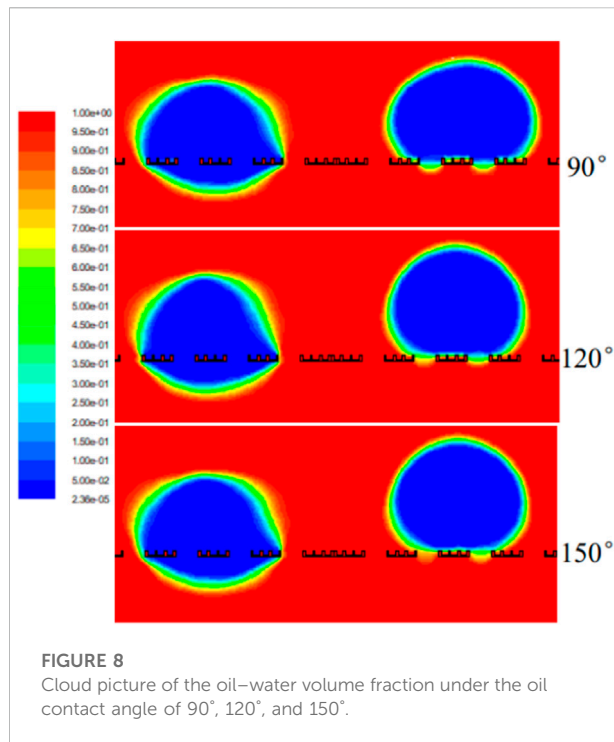 1.00e+00
9.50e-01
9.00e-01
8.50e-01
8.00e-01
7.50e-01
7.00e-01
6.50e-01
6.00e-01
5.50e-01
5.00e-01
4.50e-01
4.00e-01
3.50e-01
3.00e-01
2.50e-01
2.00e-01
1.50e-01
1.00e-01
5.00e-02
2.36e-05
90°
120°
150°
FIGURE 8
Cloud picture of the oil–water volume fraction under the oil
contact angle of 90°, 120°, and 150°.